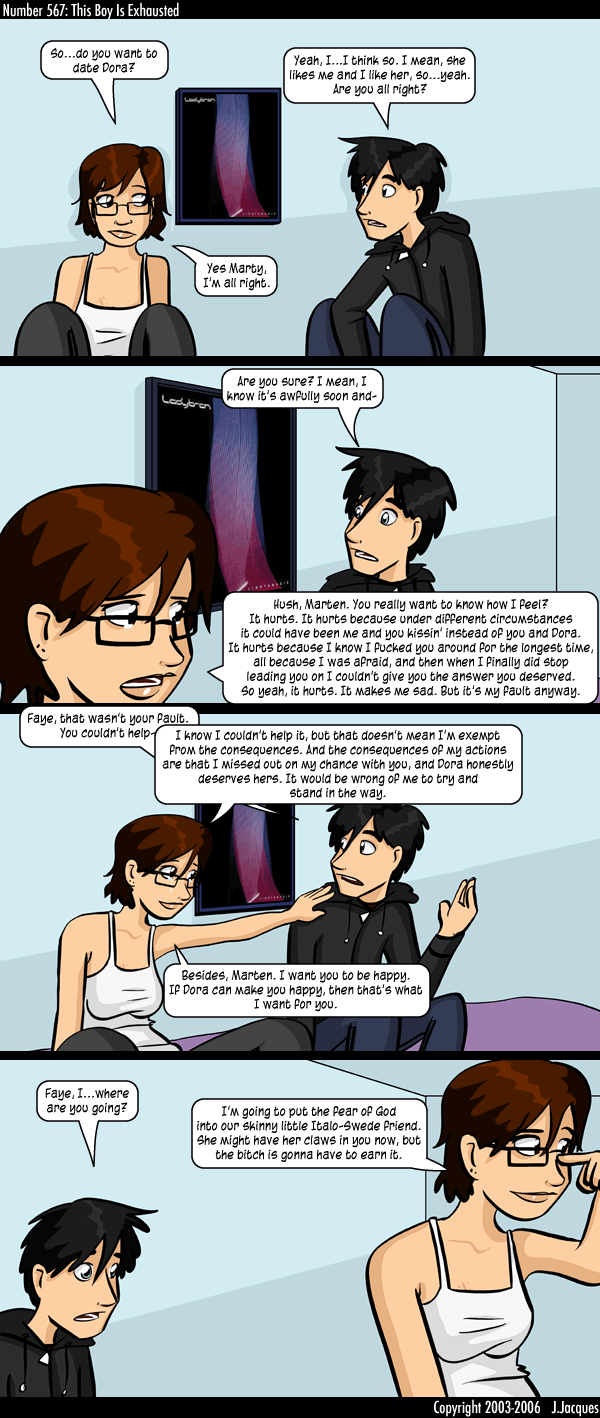 Number 567: This Boy Is Exhausted
So...do you want to
date Dora?
Yeah, I...I think so. I mean, she
likes me and I like her, so...yeah.
Are you all right?
Ladytron
Yes Marty,
I'm all right.
Are you sure? I mean, I
know it's awfully soon and-
Ladytron
Hush, Marten. You really want to know how I feel?
It hurts. It hurts because under different circumstances
it could have been me and you kissin' instead of you and Dora.
It hurts because I know I fucked you around for the longest time,
all because I was afraid, and then when I finally did stop
leading you on I couldn't give you the answer you deserved.
So yeah, it hurts. It makes me sad. But it's my fault anyway.
Faye, that wasn't your fault.
You couldn't help-
I know I couldn't help it, but that doesn't mean I'm exempt
from the consequences. And the consequences of my actions
are that I missed out on my chance with you, and Dora honestly
deserves hers. It would be wrong of me to try and
stand in the way.
Besides, Marten. I want you to be happy.
If Dora can make you happy, then that's what
I want for you.
Faye, I...where
are you going?
I'm going to put the fear of God
into our skinny little Italo-Swede friend.
She might have her claws in you now, but
the bitch is gonna have to earn it.
Copyright 2003-2006 J.Jacques